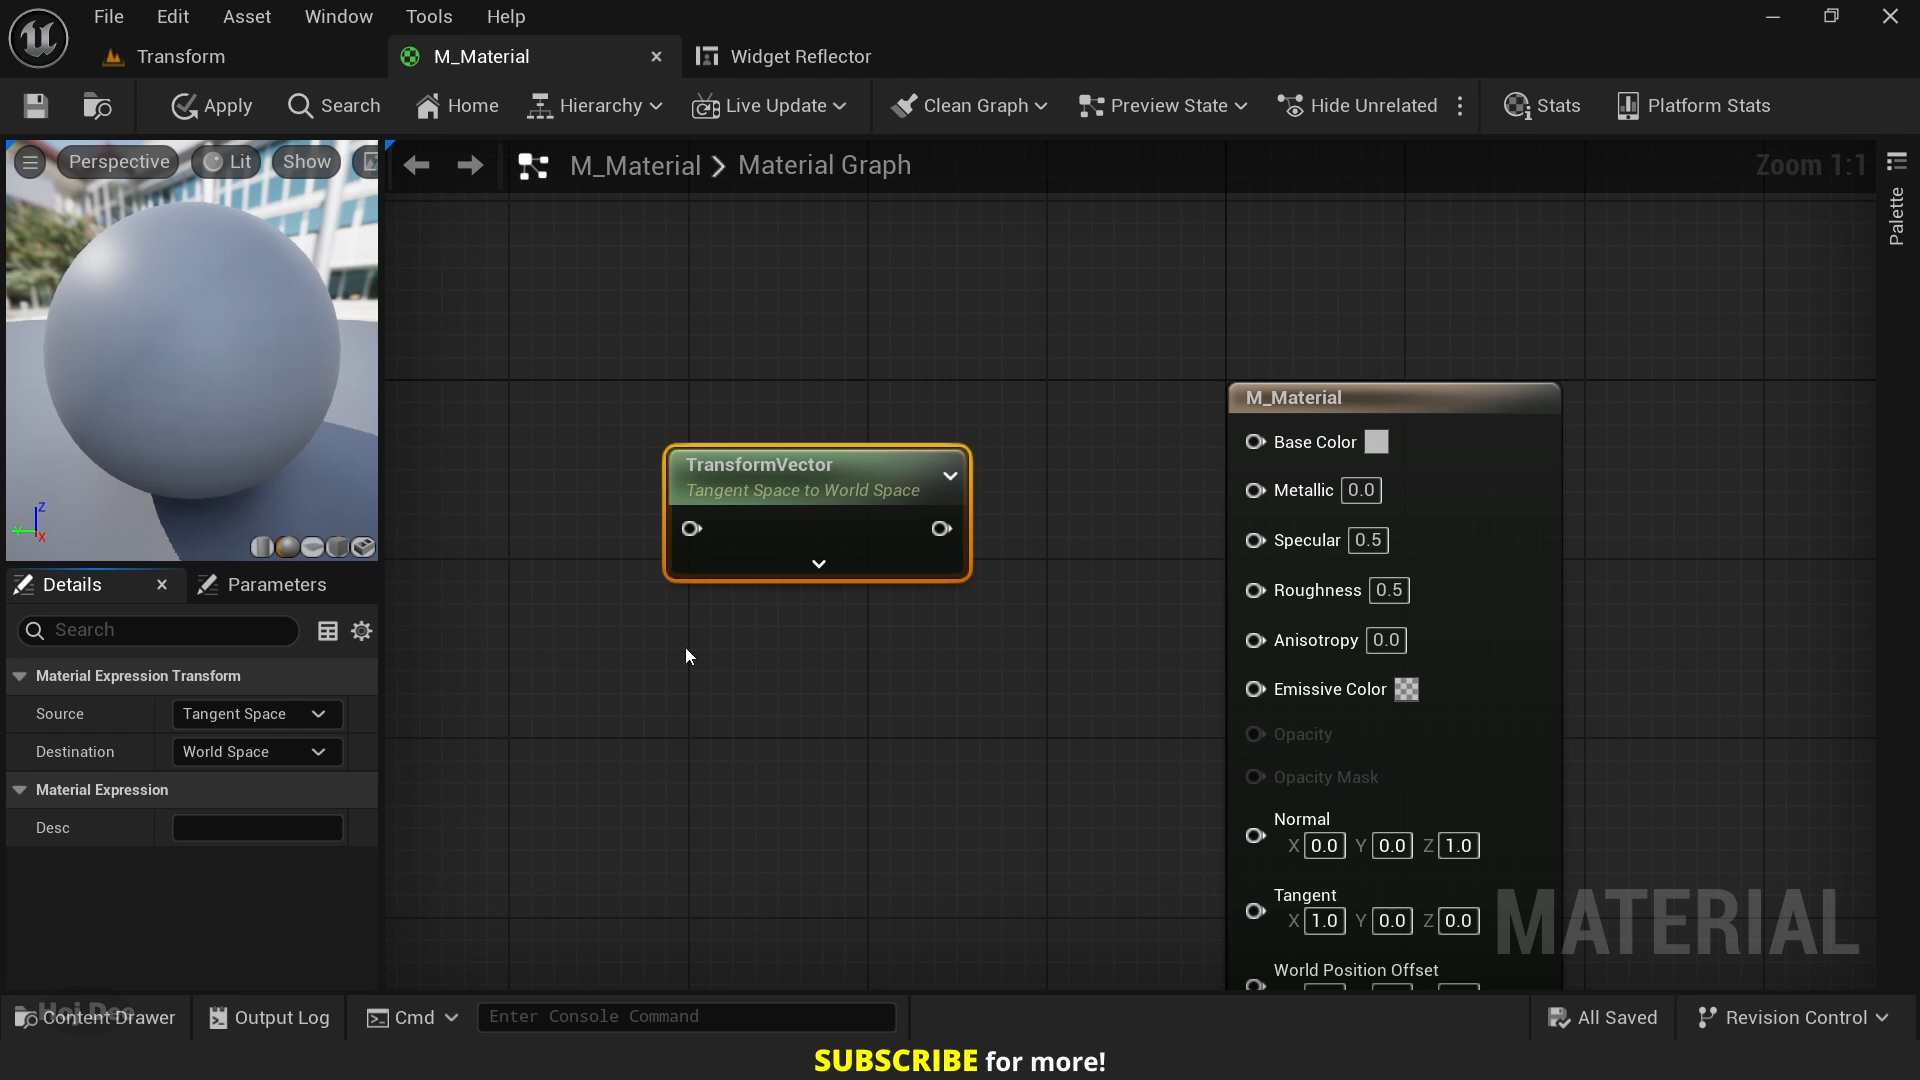 File Edit Asset Window Tools Help
Transform M_Material Widget Reflector
Apply Search Home Hierarchy Live Update Clean Graph Preview State Hide Unrelated Stats Platform Stats
Perspective Lit Show
M_Material Material Graph Zoom 1:1
Palette
M_Material
Base Color
TransformVector
Tangent Space to World Space
Metallic 0.0
Specular 0.5
Roughness 0.5
Anisotropy 0.0
Emissive Color
Opacity
Opacity Mask
Normal
X 0.0 Y 0.0 Z 1.0
Tangent
X 1.0 Y 0.0 Z 0.0
World Position Offset
MATERIAL
Z
Y
X
Details Parameters
Search
Material Expression Transform
Source Tangent Space
Destination World Space
Material Expression
Desc
Content Drawer Output Log Cmd Enter Console Command All Saved Revision Control
SUBSCRIBE for more!